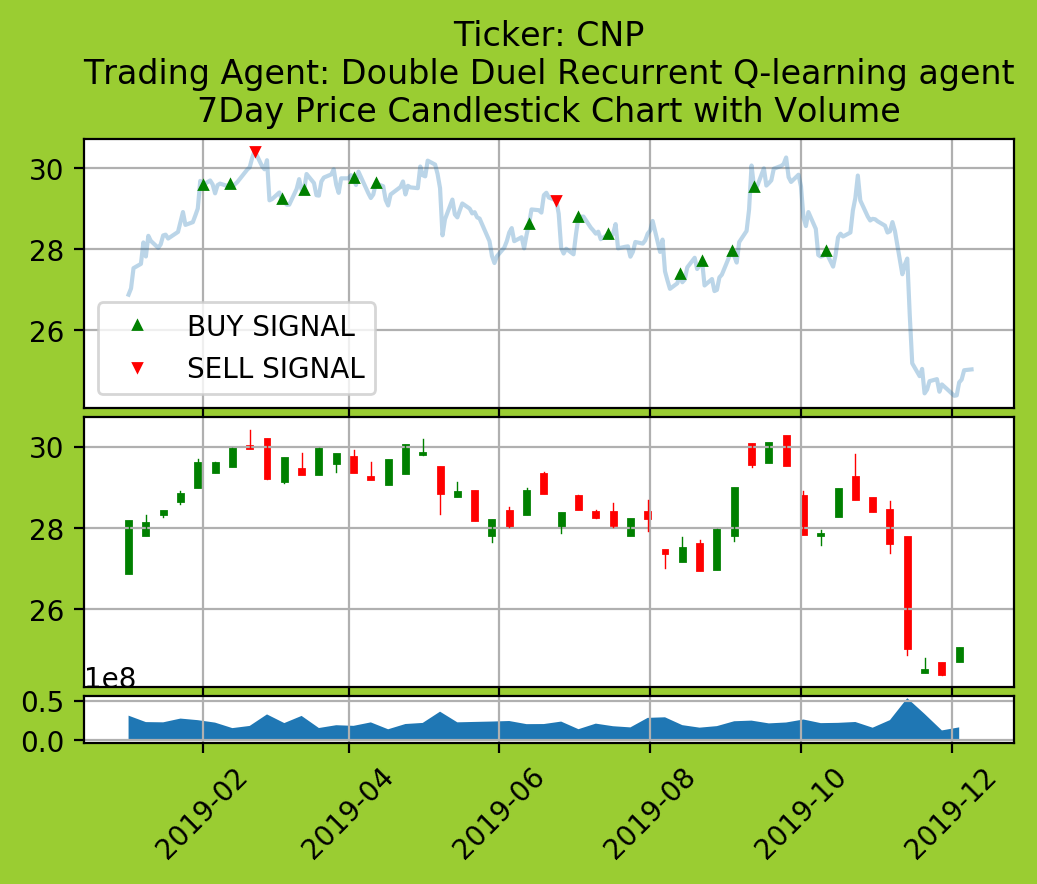 Ticker: CNP
Trading Agent: Double Duel Recurrent Q-learning agent
7Day Price Candlestick Chart with Volume
30
28
26
BUY SIGNAL
SELL SIGNAL
30
28
26
1e8
0.5
0.0
2019-02
2019-04
2019-06
2019-08
2019-10
2019-12